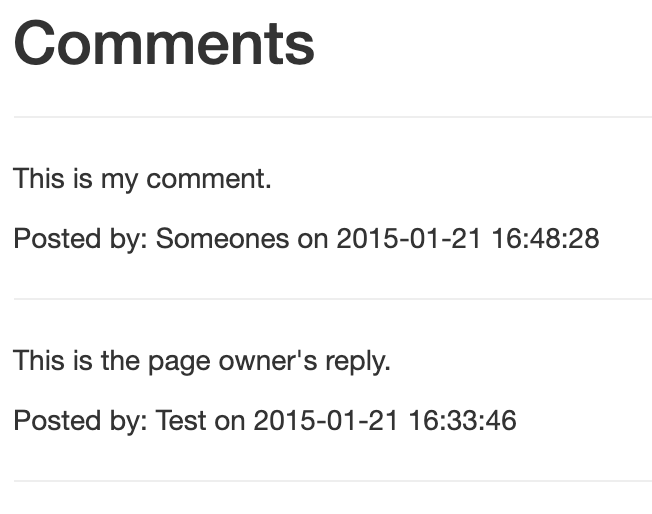 Comments
This is my comment.
Posted by: Someones on 2015-01-21 16:48:28
This is the page owner's reply.
Posted by: Test on 2015-01-21 16:33:46